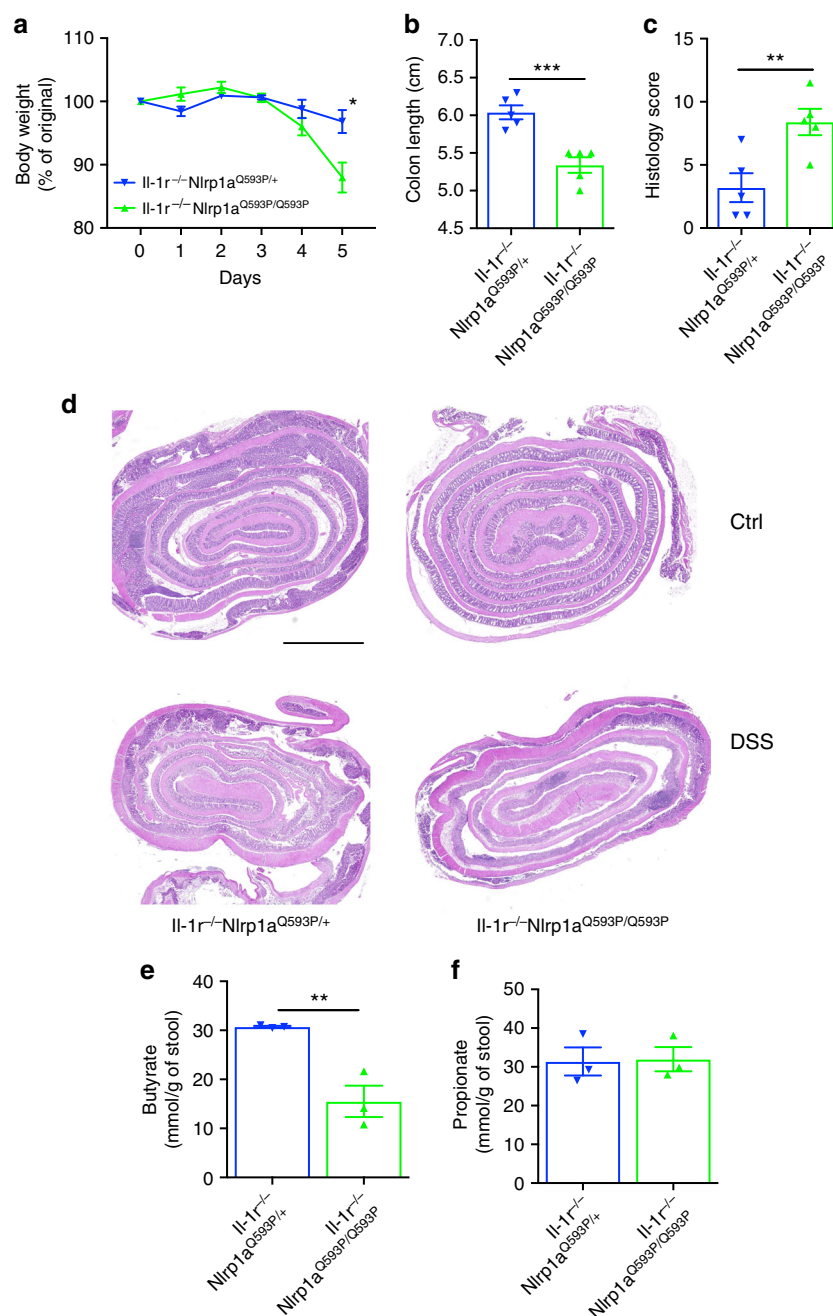 a
110
100
90
80
Body weight
(% of original)
*
Il-1r–/–Nlrp1aQ593P/+
Il-1r–/–Nlrp1aQ593P/Q593P
0 1 2 3 4 5
Days
b
***
6.5
6.0
5.5
5.0
4.5
Colon length (cm)
Il-1r–/–
Nlrp1aQ593P/+
Il-1r–/–
Nlrp1aQ593P/Q593P
c
**
15
10
5
0
Histology score
Il-1r–/–
Nlrp1aQ593P/+
Il-1r–/–
Nlrp1aQ593P/Q593P
d
Ctrl
DSS
Il-1r–/–Nlrp1aQ593P/+
Il-1r–/–Nlrp1aQ593P/Q593P
e
**
40
30
20
10
0
Butyrate
(mmol/g of stool)
Il-1r–/–
Nlrp1aQ593P/+
Il-1r–/–
Nlrp1aQ593P/Q593P
f
50
40
30
20
10
0
Propionate
(mmol/g of stool)
Il-1r–/–
Nlrp1aQ593P/+
Il-1r–/–
Nlrp1aQ593P/Q593P